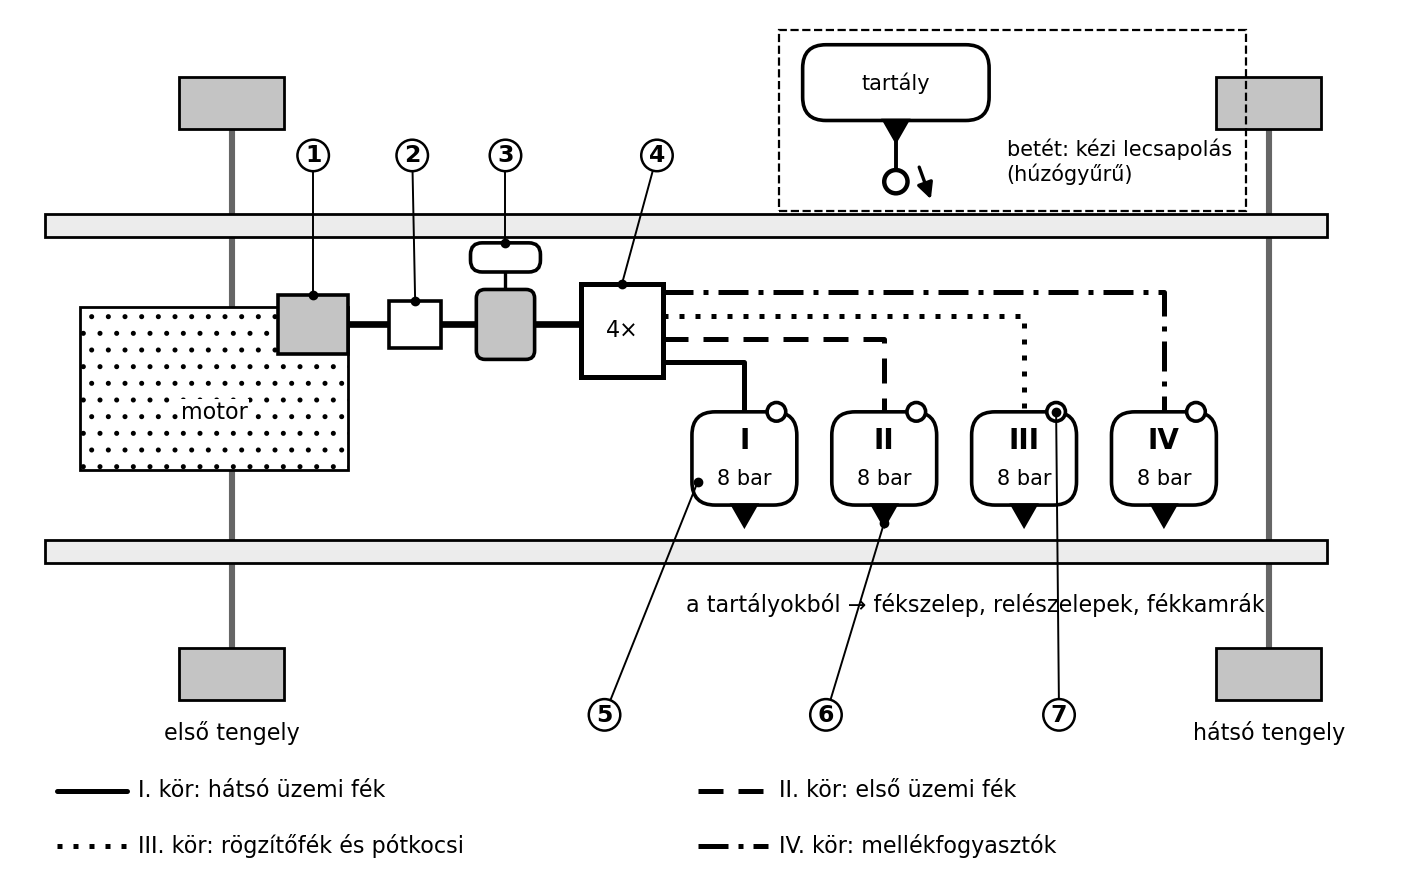 tartály
betét: kézi lecsapolás
(húzógyűrű)
1 2 3 4
4×
motor
I II III IV
8 bar 8 bar 8 bar 8 bar
a tartályokból → fékszelep, relészelepek, fékkamrák
5 6 7
első tengely hátsó tengely
I. kör: hátsó üzemi fék II. kör: első üzemi fék
III. kör: rögzítőfék és pótkocsi IV. kör: mellékfogyasztók